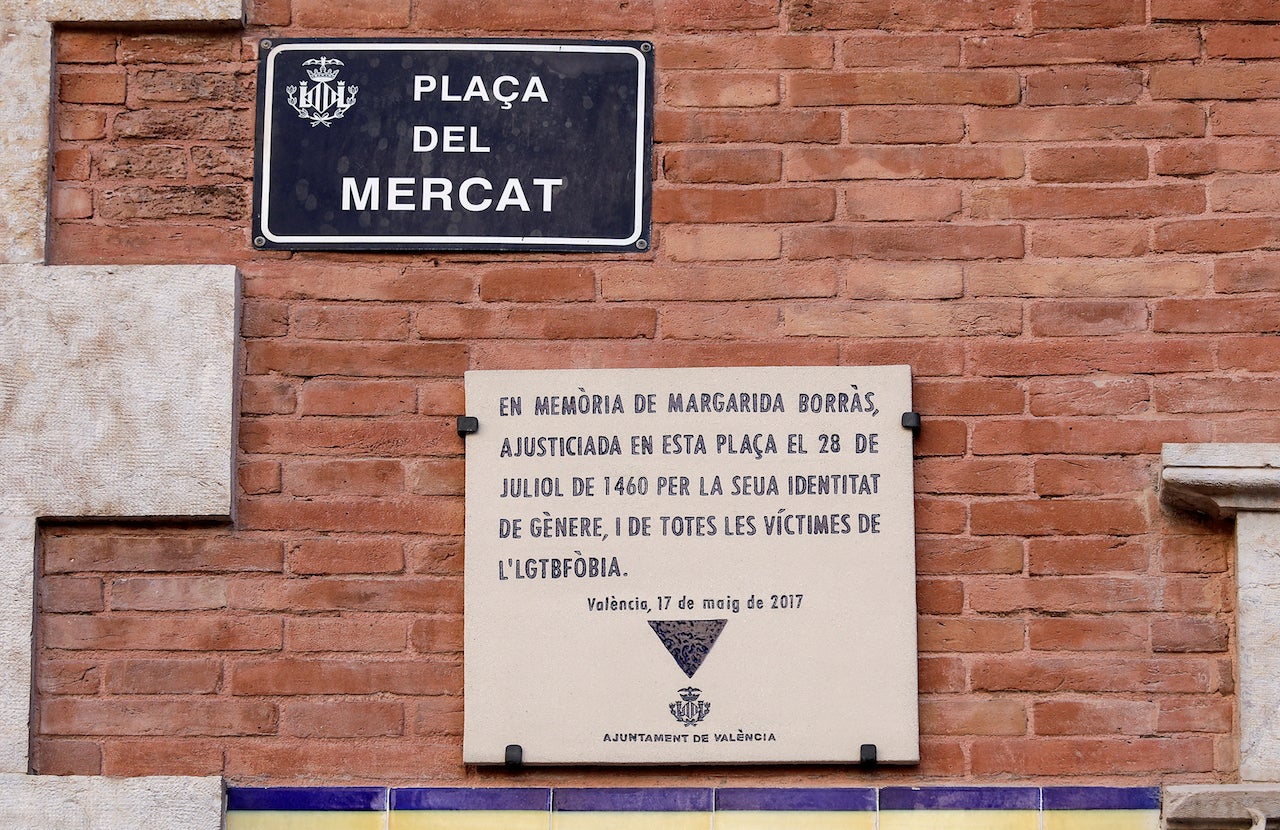 PLAÇA
DEL
MERCAT
EN MEMÒRIA DE MARGARIDA BORRÀS,
AJUSTICIADA EN ESTA PLAÇA EL 28 DE
JULIOL DE 1460 PER LA SEUA IDENTITAT
DE GÈNERE, I DE TOTES LES VÍCTIMES DE
L'LGTBFÒBIA.
València, 17 de maig de 2017
AJUNTAMENT DE VALÈNCIA